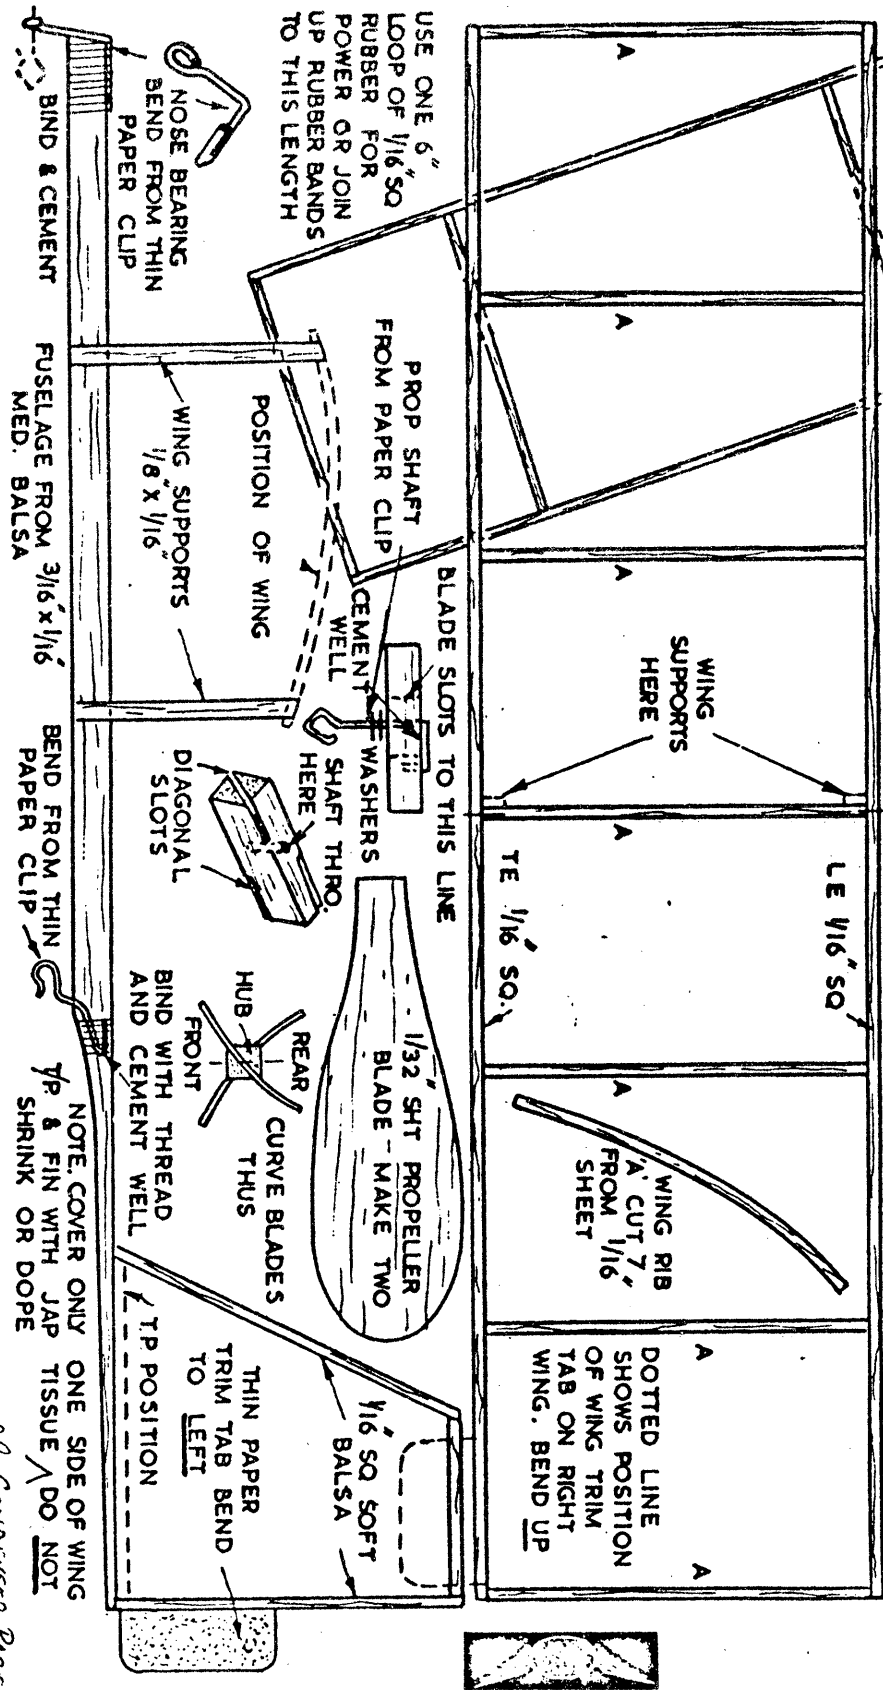 A
A
A
A
A
A
A
WING
SUPPORTS
HERE
LE 1/16" SQ
TE 1/16" SQ.
WING RIB
'A' CUT 7
FROM 1/16"
SHEET
DOTTED LINE
SHOWS POSITION
OF WING TRIM
TAB ON RIGHT
WING. BEND UP
USE ONE 6"
LOOP OF 1/16" SQ
RUBBER FOR
POWER OR JOIN
UP RUBBER BANDS
TO THIS LENGTH
PROP SHAFT
FROM PAPER CLIP
BLADE SLOTS TO THIS LINE
CEMENT
WELL
WASHERS
SHAFT THRO.
HERE
DIAGONAL
SLOTS
1/32" SHT PROPELLER
BLADE - MAKE TWO
REAR
HUB
FRONT
CURVE BLADES
THUS
1/16" SQ SOFT
BALSA
THIN PAPER
TRIM TAB BEND
TO LEFT
T.P. POSITION
NOSE BEARING
BEND FROM THIN
PAPER CLIP
BIND & CEMENT
POSITION OF WING
WING SUPPORTS
1/8" X 1/16"
FUSELAGE FROM 3/16" X 1/16"
MED. BALSA
BEND FROM THIN
PAPER CLIP
BIND WITH THREAD
AND CEMENT WELL
NOTE. COVER ONLY ONE SIDE OF WING
T/P & FIN WITH JAP TISSUE / DO NOT
SHRINK OR DOPE